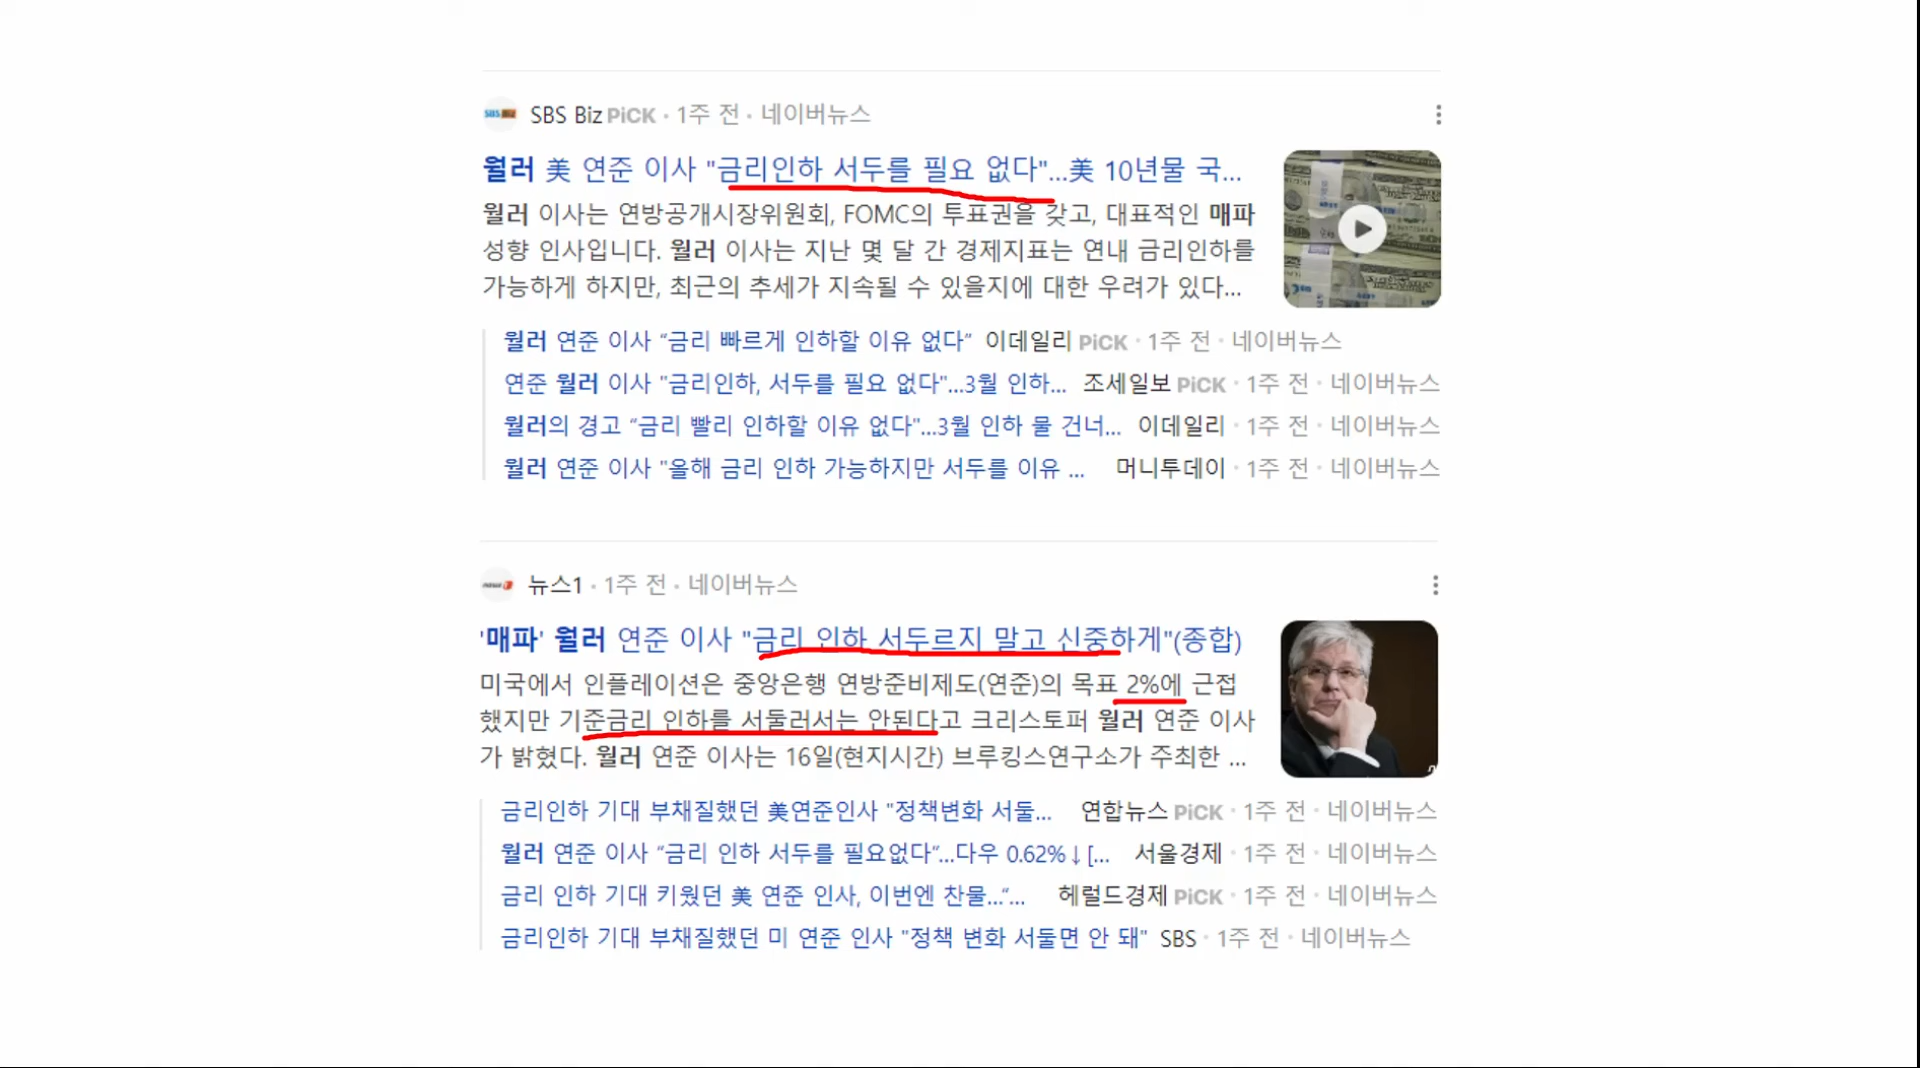 SBS Biz PiCK · 1주 전 · 네이버뉴스
월러 美 연준 이사 "금리인하 서두를 필요 없다"...美 10년물 국...
월러 이사는 연방공개시장위원회, FOMC의 투표권을 갖고, 대표적인 매파
성향 인사입니다. 월러 이사는 지난 몇 달 간 경제지표는 연내 금리인하를
가능하게 하지만, 최근의 추세가 지속될 수 있을지에 대한 우려가 있다...
월러 연준 이사 “금리 빠르게 인하할 이유 없다” 이데일리 PiCK · 1주 전 · 네이버뉴스
연준 월러 이사 "금리인하, 서두를 필요 없다"...3월 인하... 조세일보 PiCK · 1주 전 · 네이버뉴스
월러의 경고 “금리 빨리 인하할 이유 없다"...3월 인하 물 건너... 이데일리 · 1주 전 · 네이버뉴스
월러 연준 이사 "올해 금리 인하 가능하지만 서두를 이유 ... 머니투데이 · 1주 전 · 네이버뉴스
뉴스1 · 1주 전 · 네이버뉴스
'매파' 월러 연준 이사 "금리 인하 서두르지 말고 신중하게"(종합)
미국에서 인플레이션은 중앙은행 연방준비제도(연준)의 목표 2%에 근접
했지만 기준금리 인하를 서둘러서는 안된다고 크리스토퍼 월러 연준 이사
가 밝혔다. 월러 연준 이사는 16일(현지시간) 브루킹스연구소가 주최한 ...
금리인하 기대 부채질했던 美연준인사 "정책변화 서둘... 연합뉴스 PiCK · 1주 전 · 네이버뉴스
월러 연준 이사 “금리 인하 서두를 필요없다”...다우 0.62%↓[... 서울경제 · 1주 전 · 네이버뉴스
금리 인하 기대 키웠던 美 연준 인사, 이번엔 찬물...“... 헤럴드경제 PiCK · 1주 전 · 네이버뉴스
금리인하 기대 부채질했던 미 연준 인사 "정책 변화 서둘면 안 돼" SBS · 1주 전 · 네이버뉴스